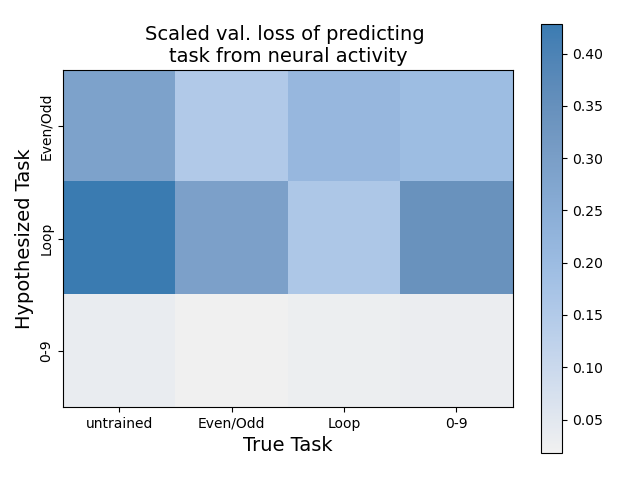 Scaled val. loss of predicting
task from neural activity
Hypothesized Task
Even/Odd
Loop
0-9
untrained
Even/Odd
Loop
0-9
True Task
0.40
0.35
0.30
0.25
0.20
0.15
0.10
0.05